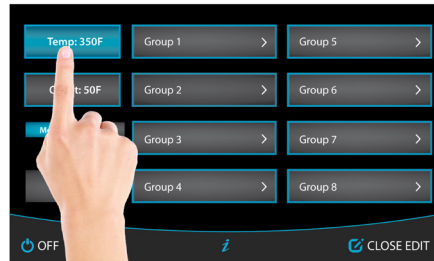 Temp: 350F
Group 1
Group 5
t: 50F
Group 2
Group 6
Group 3
Group 7
Group 4
Group 8
OFF
i
CLOSE EDIT